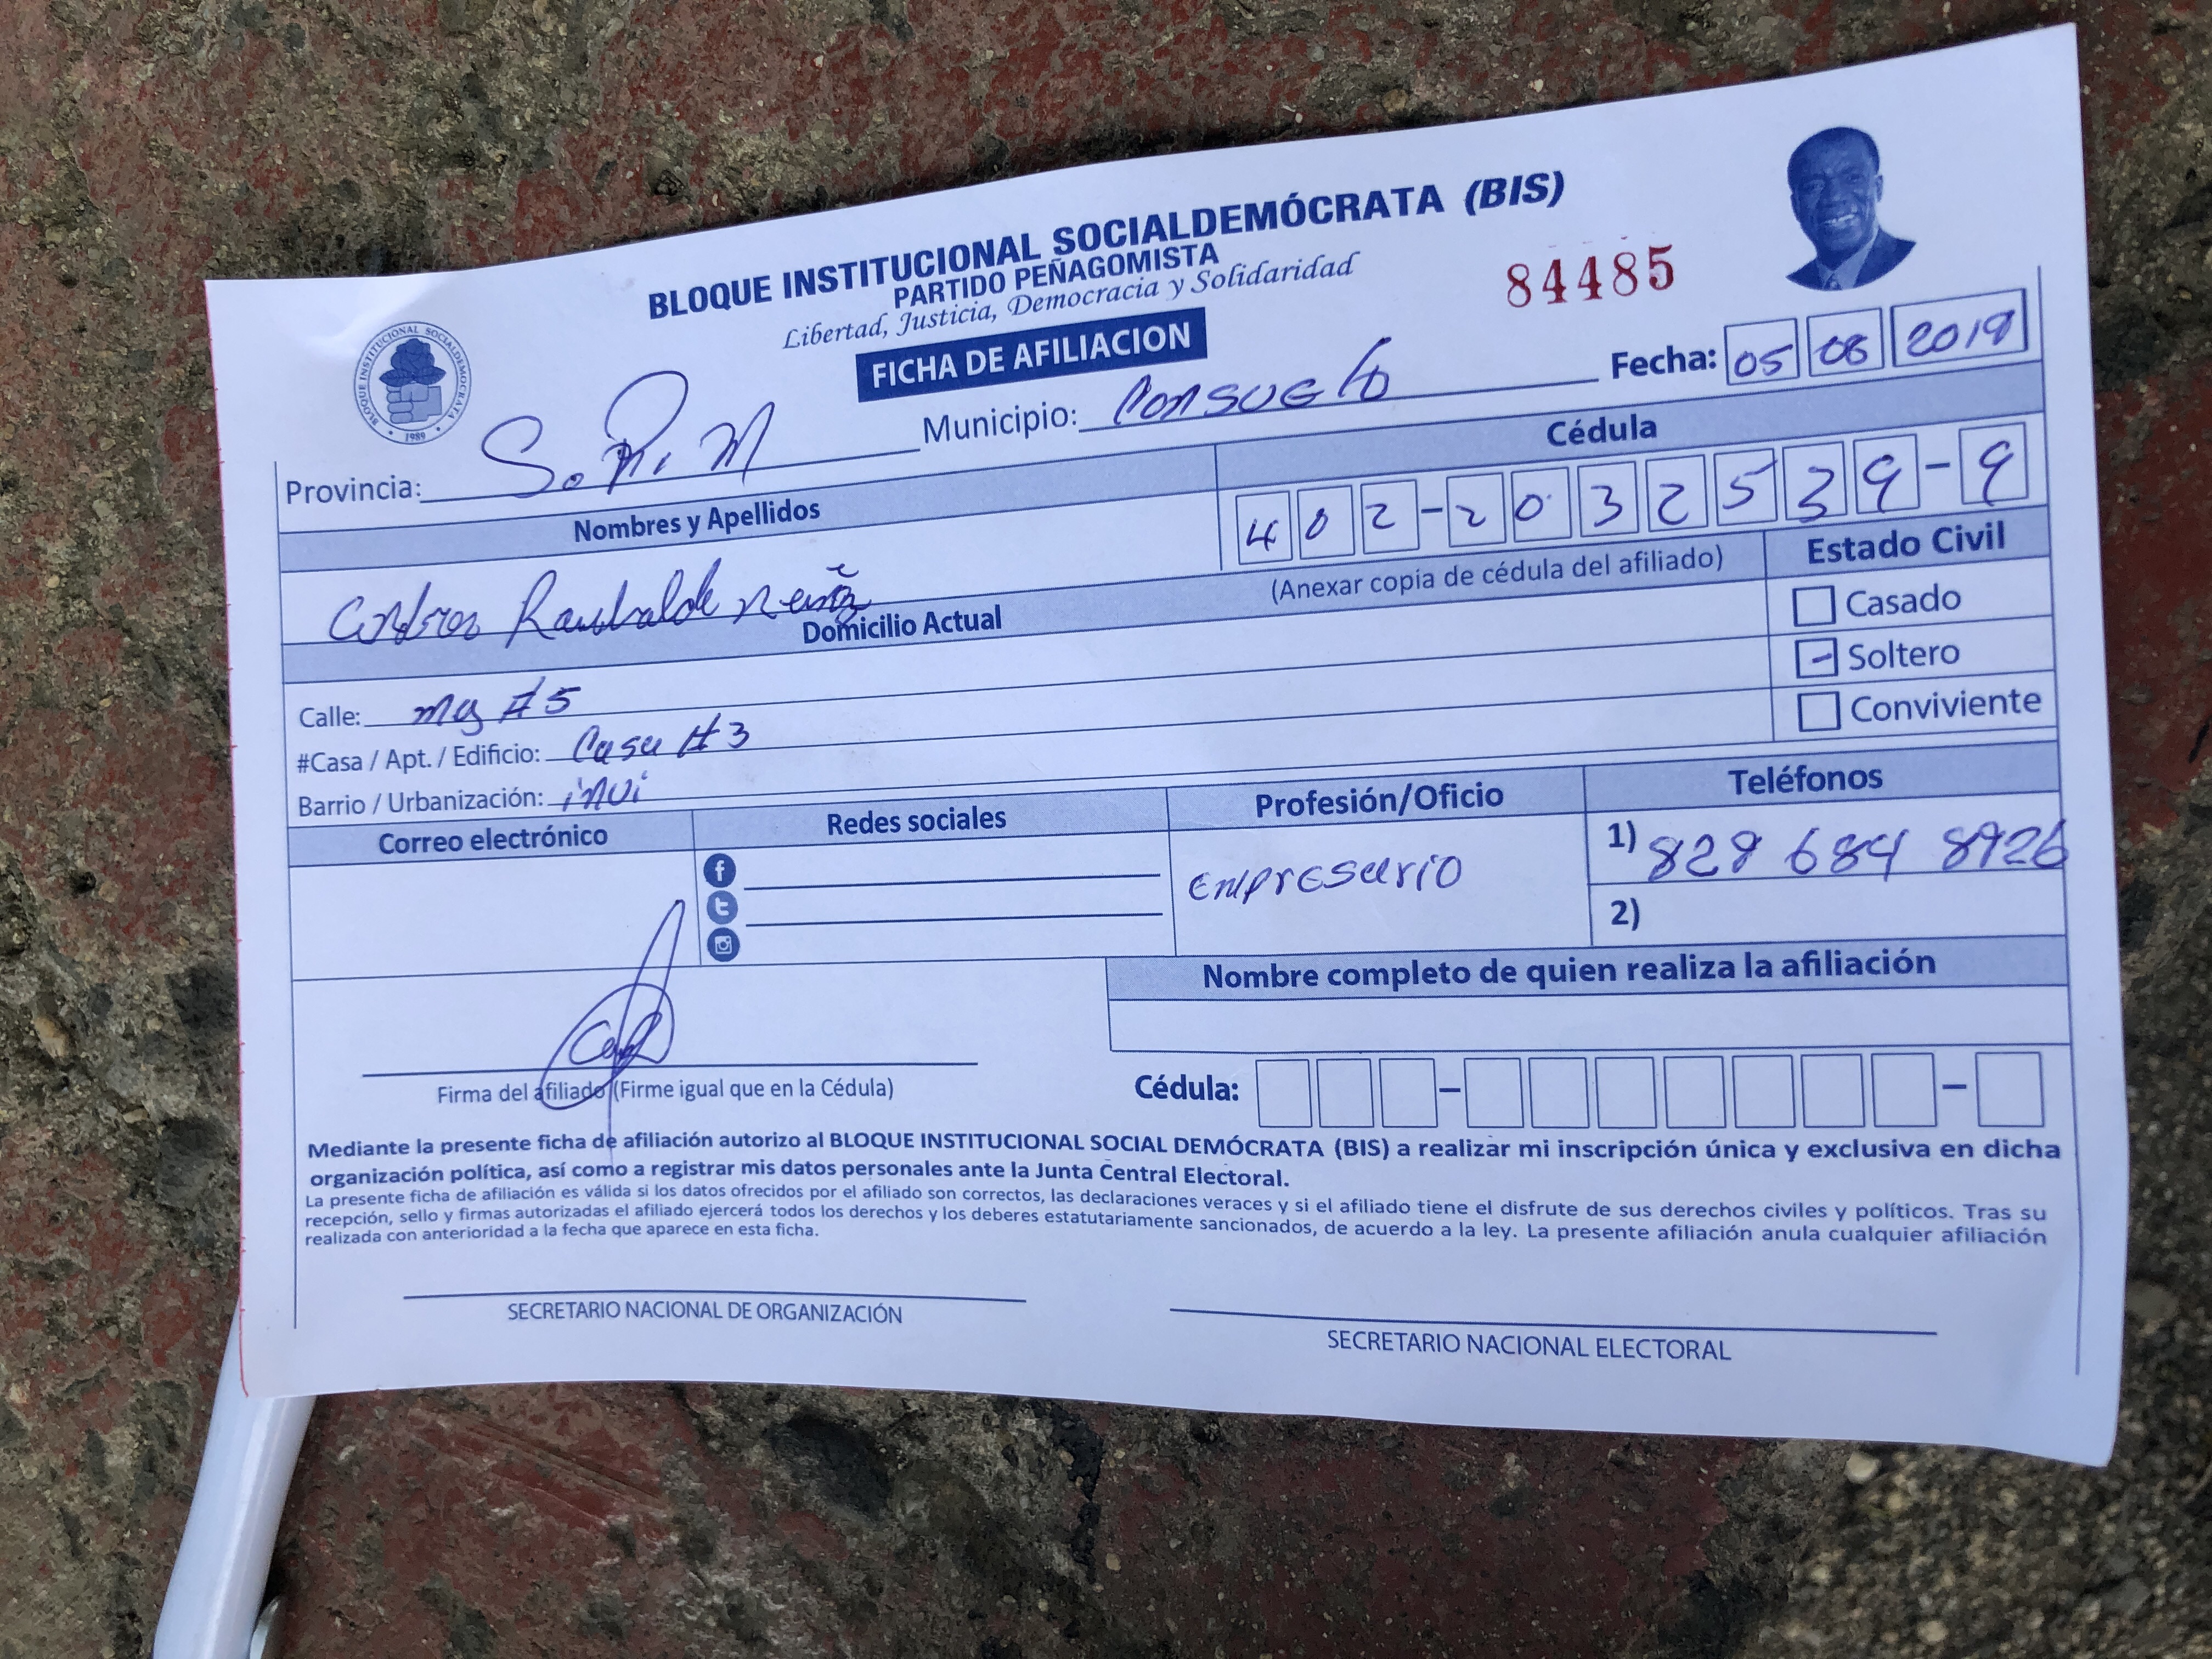 BLOQUE INSTITUCIONAL SOCIALDEMÓCRATA (BIS)
PARTIDO PEÑAGOMISTA
Libertad, Justicia, Democracia y Solidaridad
84485
FICHA DE AFILIACION
BLOQUE INSTITUCIONAL SOCIALDEMOCRATA
1989
Fecha: 05 08 2019
Provincia: S. P. M Municipio: Consuelo
Nombres y Apellidos
Cédula
402-2032539-9
(Anexar copia de cédula del afiliado)
Domicilio Actual
Estado Civil
Casado
Soltero
Conviviente
Calle: mg #5
#Casa / Apt. / Edificio: Casa #3
Barrio / Urbanización: invi
Correo electrónico
Redes sociales
Profesión/Oficio
Teléfonos
Empresario
1) 829 684 8926
2)
Nombre completo de quien realiza la afiliación
Firma del afiliado (Firme igual que en la Cédula)
Cédula:
Mediante la presente ficha de afiliación autorizo al BLOQUE INSTITUCIONAL SOCIAL DEMÓCRATA (BIS) a realizar mi inscripción única y exclusiva en dicha
organización política, así como a registrar mis datos personales ante la Junta Central Electoral.
La presente ficha de afiliación es válida si los datos ofrecidos por el afiliado son correctos, las declaraciones veraces y si el afiliado tiene el disfrute de sus derechos civiles y políticos. Tras su
recepción, sello y firmas autorizadas el afiliado ejercerá todos los derechos y los deberes estatutariamente sancionados, de acuerdo a la ley. La presente afiliación anula cualquier afiliación
realizada con anterioridad a la fecha que aparece en esta ficha.
SECRETARIO NACIONAL DE ORGANIZACIÓN
SECRETARIO NACIONAL ELECTORAL